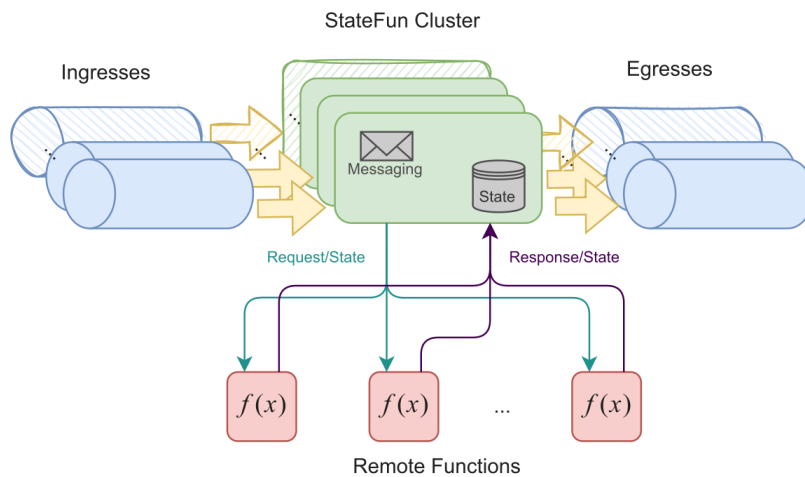 StateFun Cluster
Ingresses
Egresses
Messaging
State
Request/State
Response/State
f(x)
f(x)
...
f(x)
Remote Functions